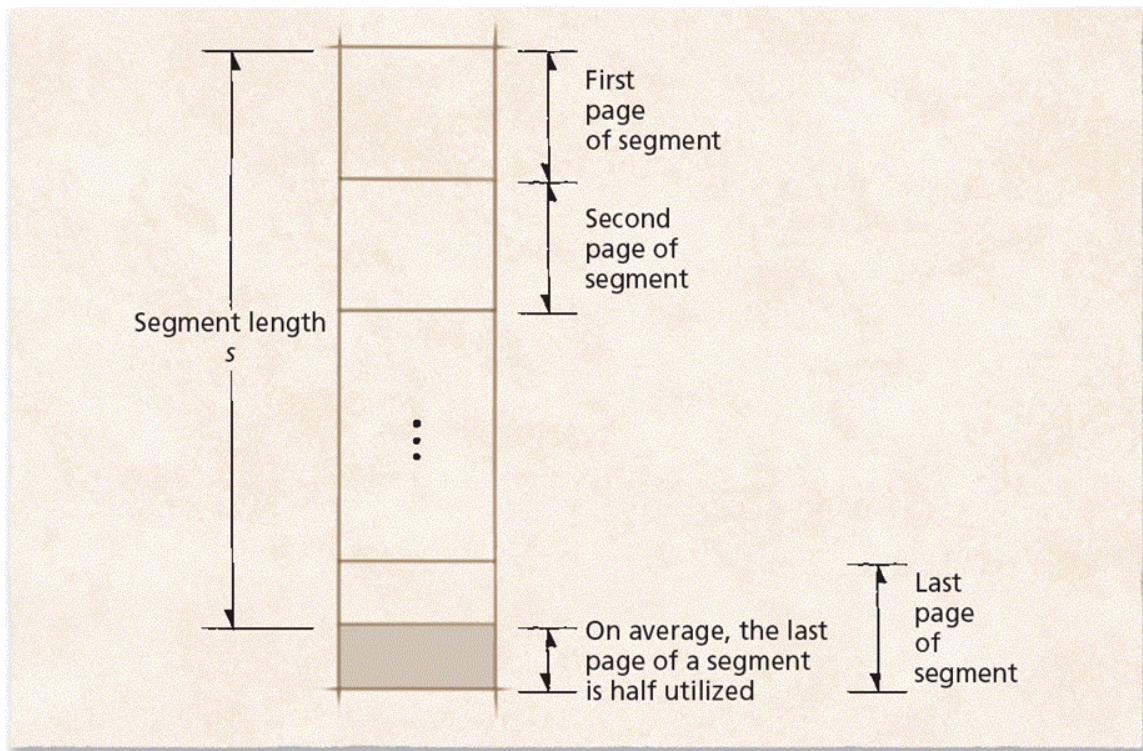 First
page
of segment
Second
page of
segment
Segment length
s
Last
page
of
segment
On average, the last
page of a segment
is half utilized